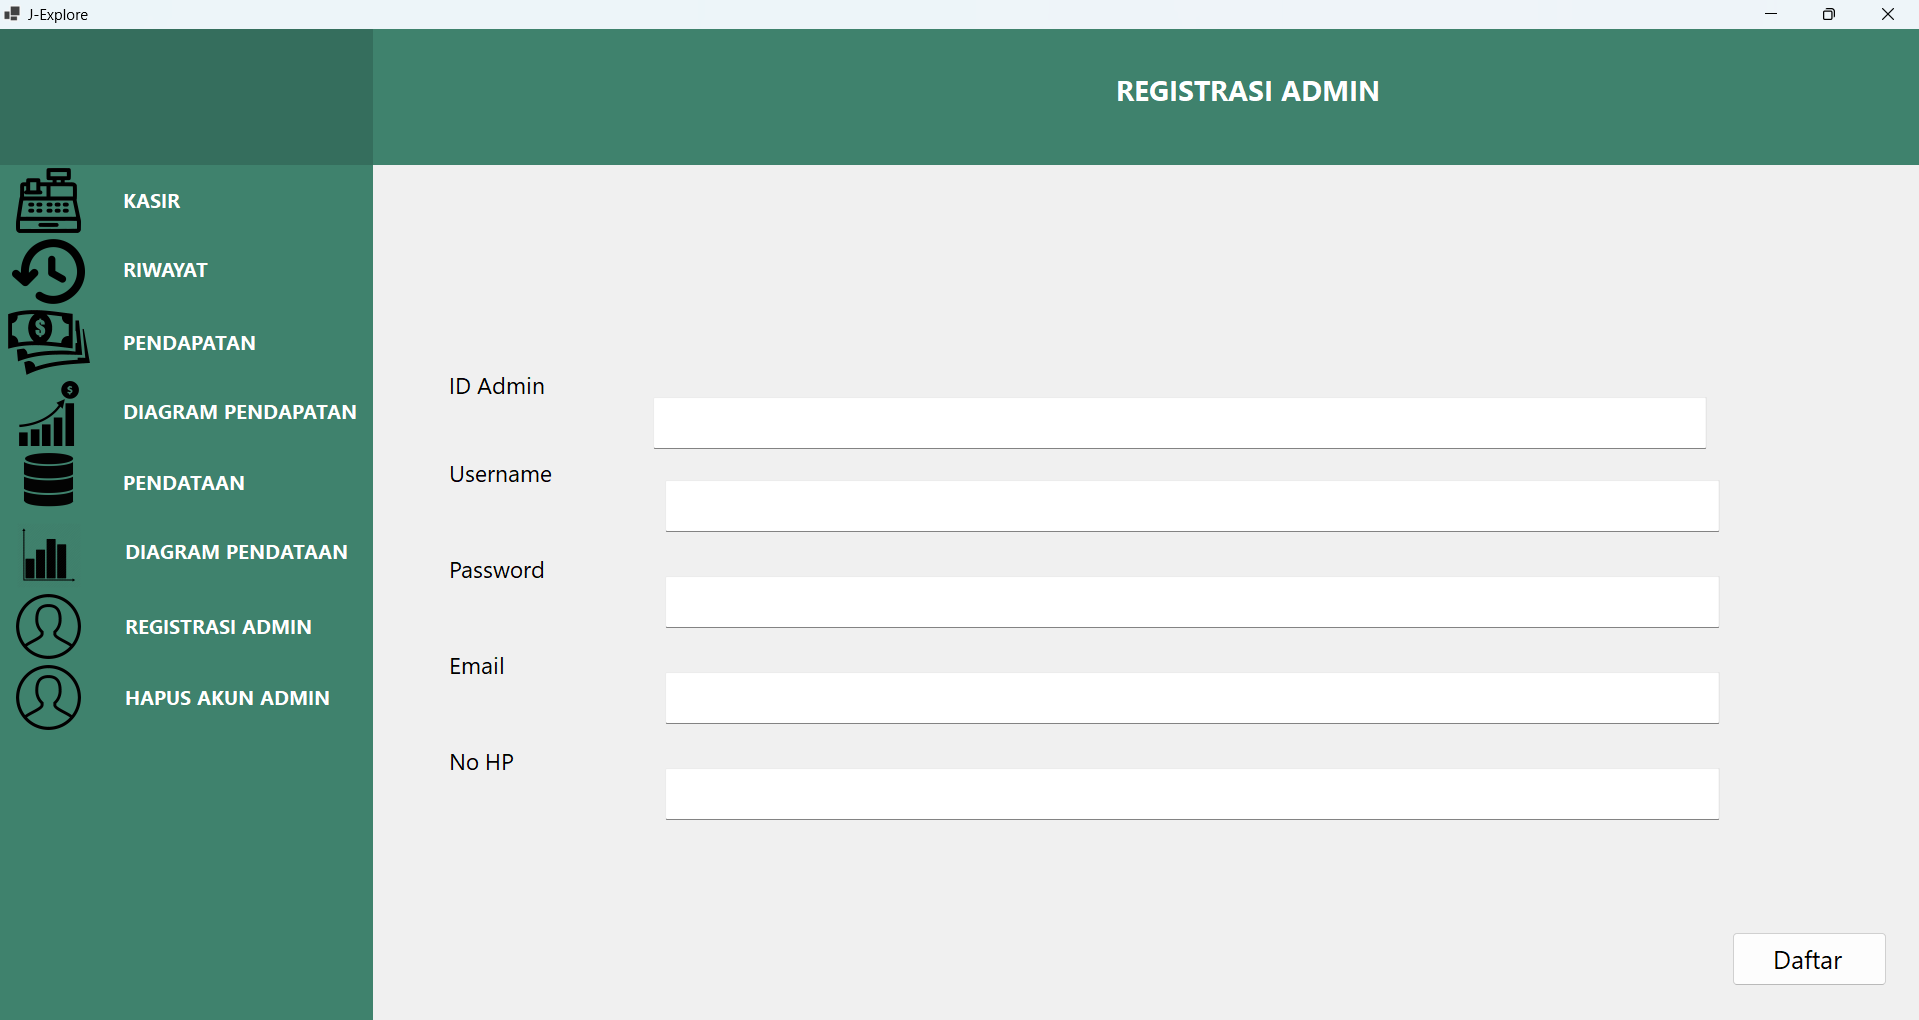 J-Explore
REGISTRASI ADMIN
KASIR
RIWAYAT
PENDAPATAN
DIAGRAM PENDAPATAN
PENDATAAN
DIAGRAM PENDATAAN
REGISTRASI ADMIN
HAPUS AKUN ADMIN
ID Admin
Username
Password
Email
No HP
Daftar